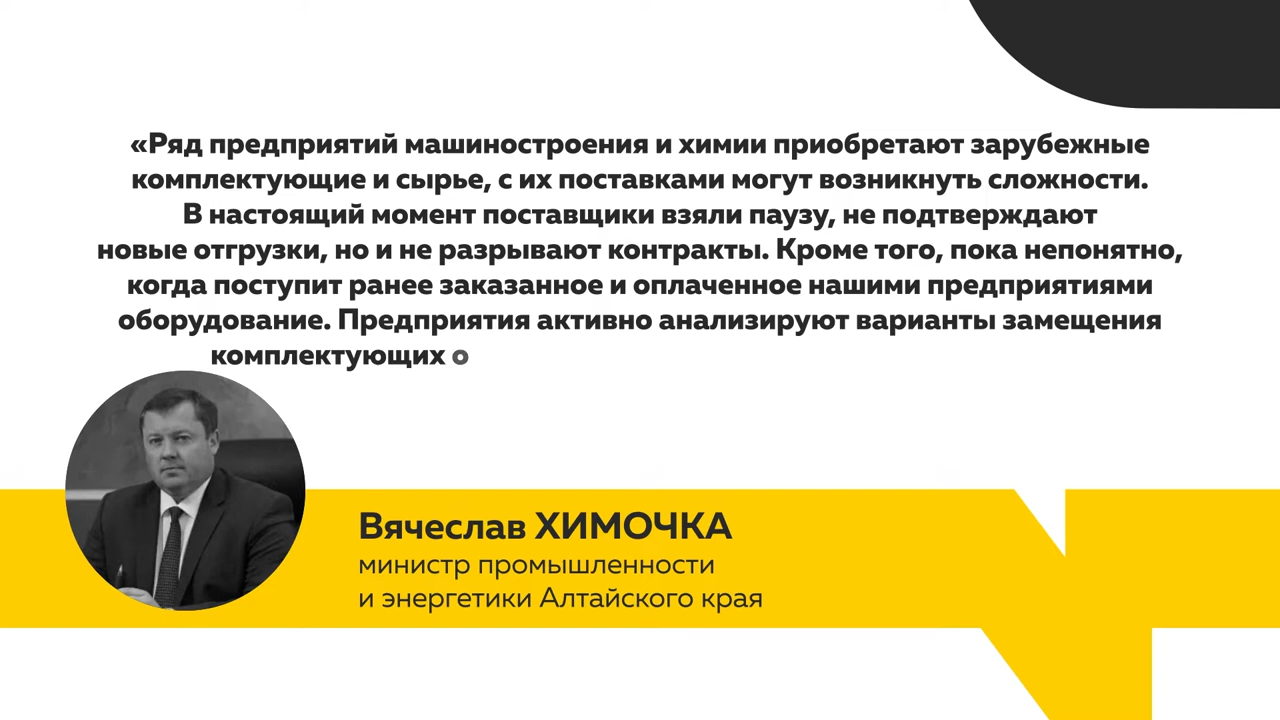 «Ряд предприятий машиностроения и химии приобретают зарубежные
комплектующие и сырье, с их поставками могут возникнуть сложности.
В настоящий момент поставщики взяли паузу, не подтверждают
новые отгрузки, но и не разрывают контракты. Кроме того, пока непонятно,
когда поступит ранее заказанное и оплаченное нашими предприятиями
оборудование. Предприятия активно анализируют варианты замещения
комплектующих о
Вячеслав ХИМОЧКА
министр промышленности
и энергетики Алтайского края